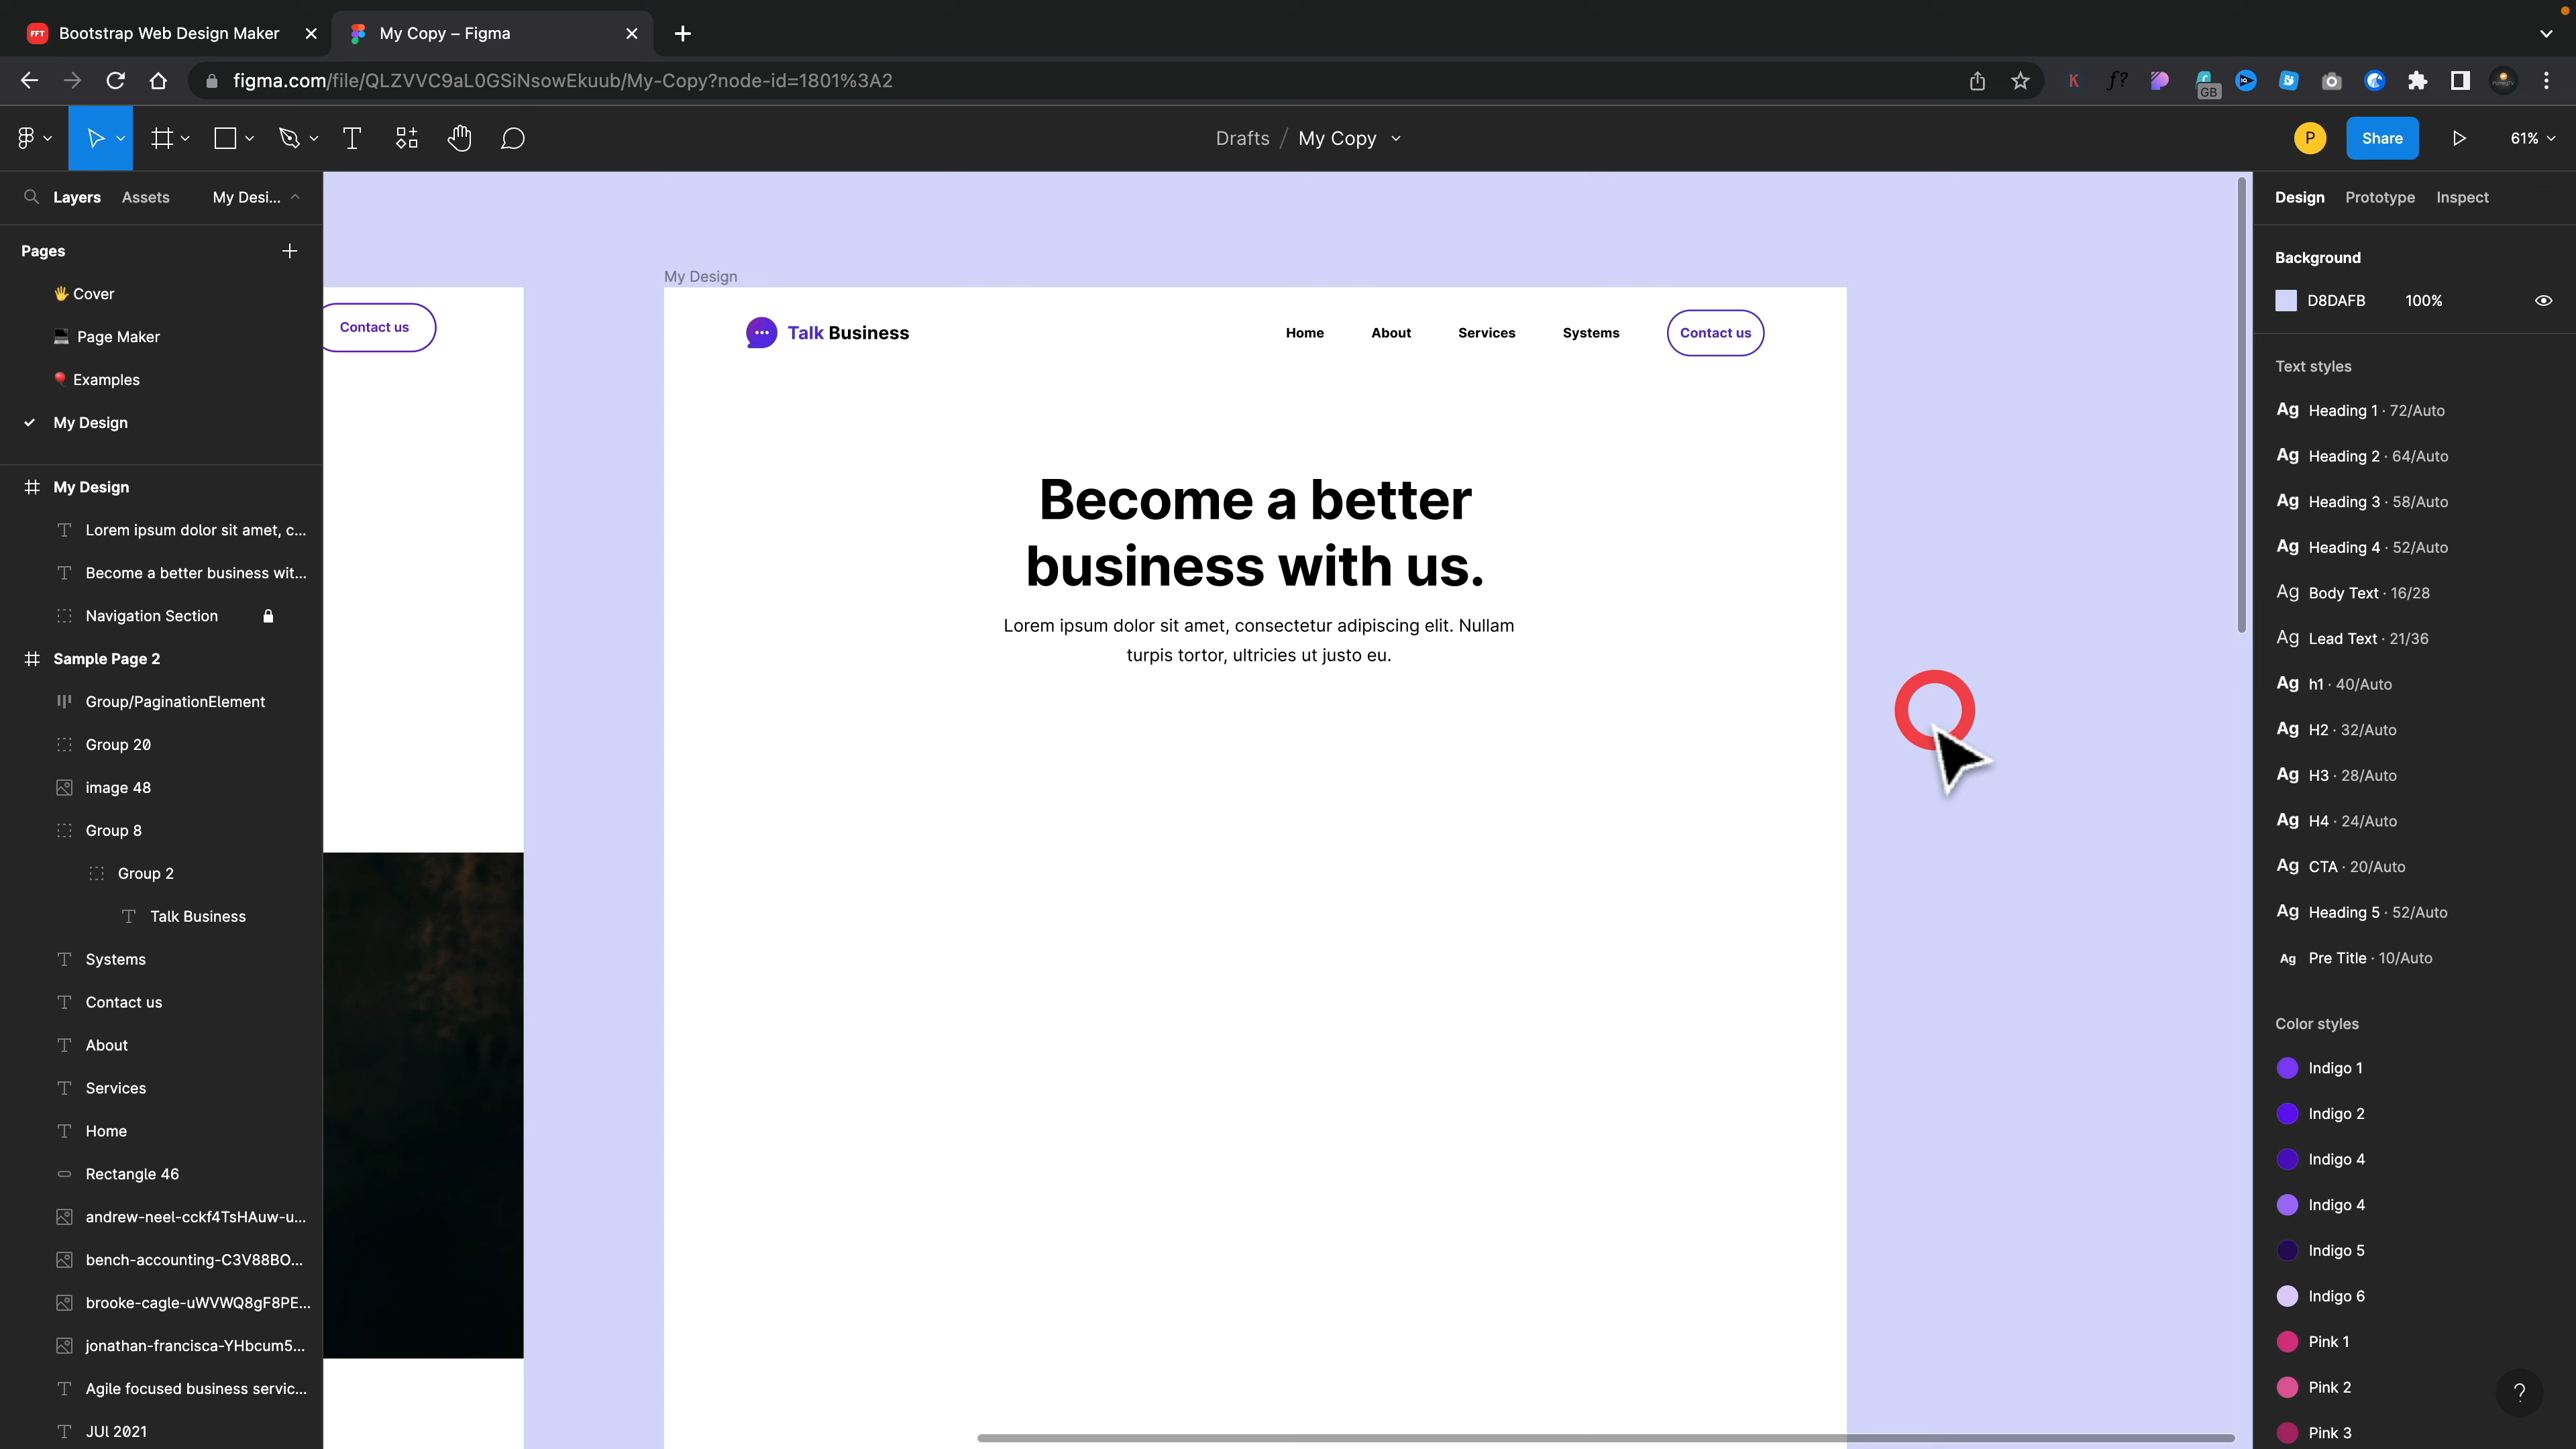 FFT
Bootstrap Web Design Maker
My Copy – Figma
figma.com/file/QLZVVC9aL0GSiNsowEkuub/My-Copy?node-id=1801%3A2
K
f?
GB
Drafts / My Copy
P
Share
61%
Layers
Assets
My Desi...
Design
Prototype
Inspect
Pages
Cover
Page Maker
Examples
My Design
My Design
Lorem ipsum dolor sit amet, c...
Become a better business wit...
Navigation Section
Sample Page 2
Group/PaginationElement
Group 20
image 48
Group 8
Group 2
Talk Business
Systems
Contact us
About
Services
Home
Rectangle 46
andrew-neel-cckf4TsHAuw-u...
bench-accounting-C3V88BO...
brooke-cagle-uWVWQ8gF8PE...
jonathan-francisca-YHbcum5...
Agile focused business servic...
JUl 2021
Contact us
My Design
Talk Business
Home
About
Services
Systems
Contact us
Become a better
business with us.
Lorem ipsum dolor sit amet, consectetur adipiscing elit. Nullam
turpis tortor, ultricies ut justo eu.
Background
D8DAFB
100%
Text styles
Ag Heading 1 · 72/Auto
Ag Heading 2 · 64/Auto
Ag Heading 3 · 58/Auto
Ag Heading 4 · 52/Auto
Ag Body Text · 16/28
Ag Lead Text · 21/36
Ag h1 · 40/Auto
Ag H2 · 32/Auto
Ag H3 · 28/Auto
Ag H4 · 24/Auto
Ag CTA · 20/Auto
Ag Heading 5 · 52/Auto
Ag Pre Title · 10/Auto
Color styles
Indigo 1
Indigo 2
Indigo 4
Indigo 4
Indigo 5
Indigo 6
Pink 1
Pink 2
Pink 3
?